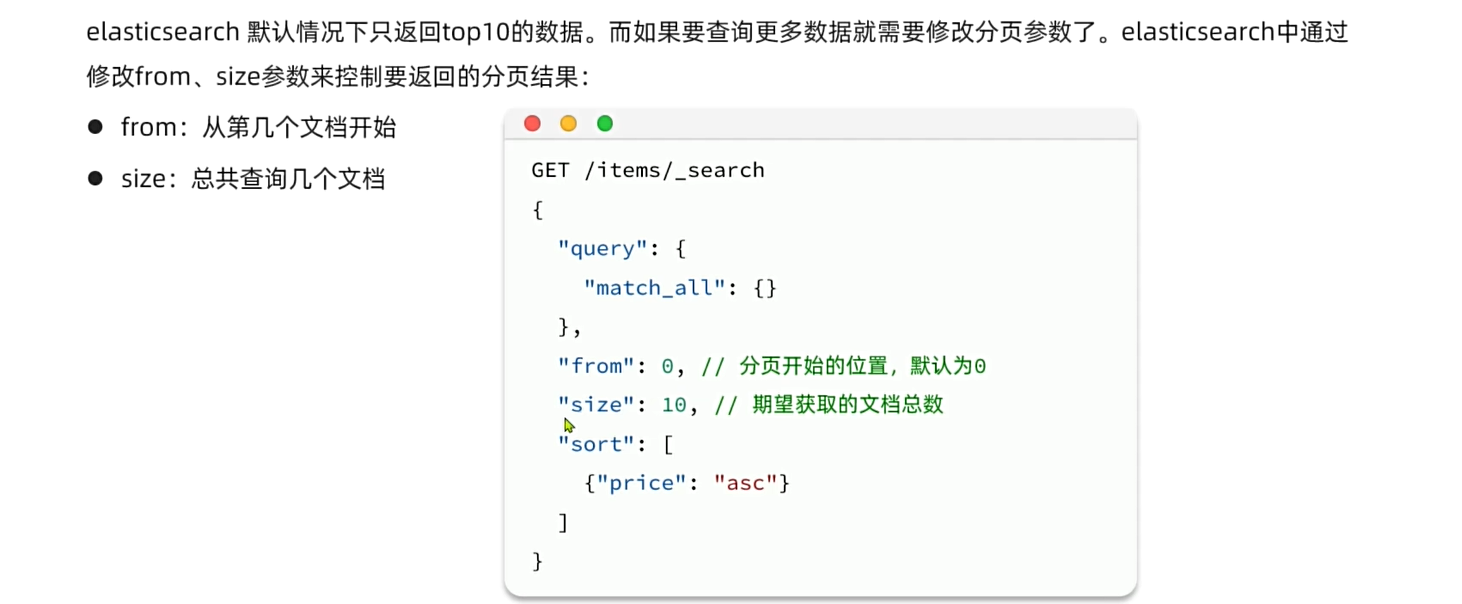 elasticsearch 默认情况下只返回top10的数据。而如果要查询更多数据就需要修改分页参数了。elasticsearch中通过
修改from、size参数来控制要返回的分页结果：
● from：从第几个文档开始
● size：总共查询几个文档
GET /items/_search
{
  "query": {
    "match_all": {}
  },
  "from": 0, // 分页开始的位置，默认为0
  "size": 10, // 期望获取的文档总数
  "sort": [
    {"price": "asc"}
  ]
}